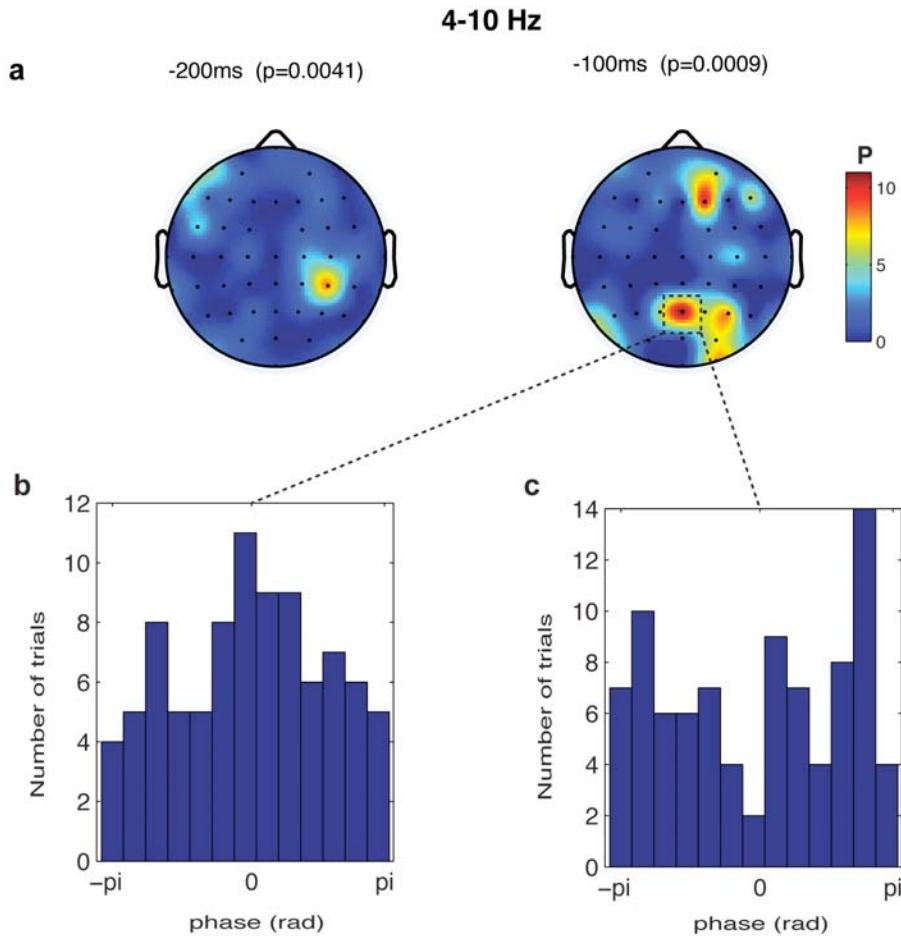 4-10 Hz
a
-200ms (p=0.0041)
-100ms (p=0.0009)
P
10
5
0
b
12
10
8
6
4
2
0
Number of trials
−pi
0
pi
phase (rad)
c
14
12
10
8
6
4
2
0
Number of trials
−pi
0
pi
phase (rad)